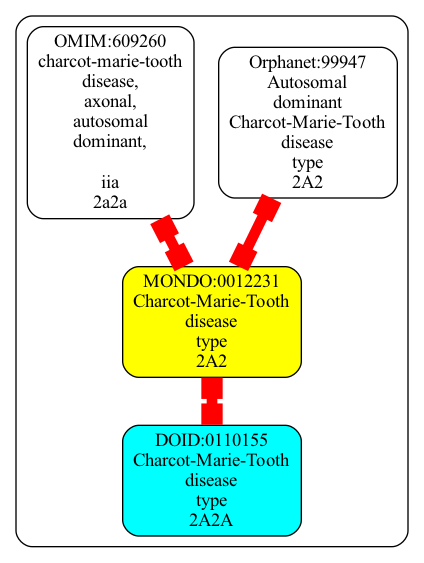 OMIM:609260
charcot-marie-tooth
disease,
axonal,
autosomal
dominant,
iia
2a2a
Orphanet:99947
Autosomal
dominant
Charcot-Marie-Tooth
disease
type
2A2
MONDO:0012231
Charcot-Marie-Tooth
disease
type
2A2
DOID:0110155
Charcot-Marie-Tooth
disease
type
2A2A